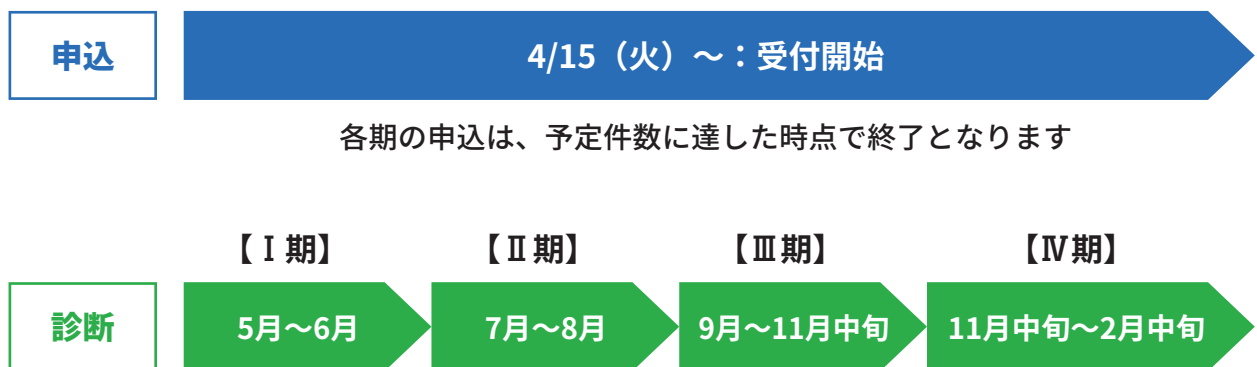 申込
4/15（火）～：受付開始
各期の申込は、予定件数に達した時点で終了となります
【Ⅰ期】 【Ⅱ期】 【Ⅲ期】 【Ⅳ期】
診断
5月～6月 7月～8月 9月～11月中旬 11月中旬～2月中旬